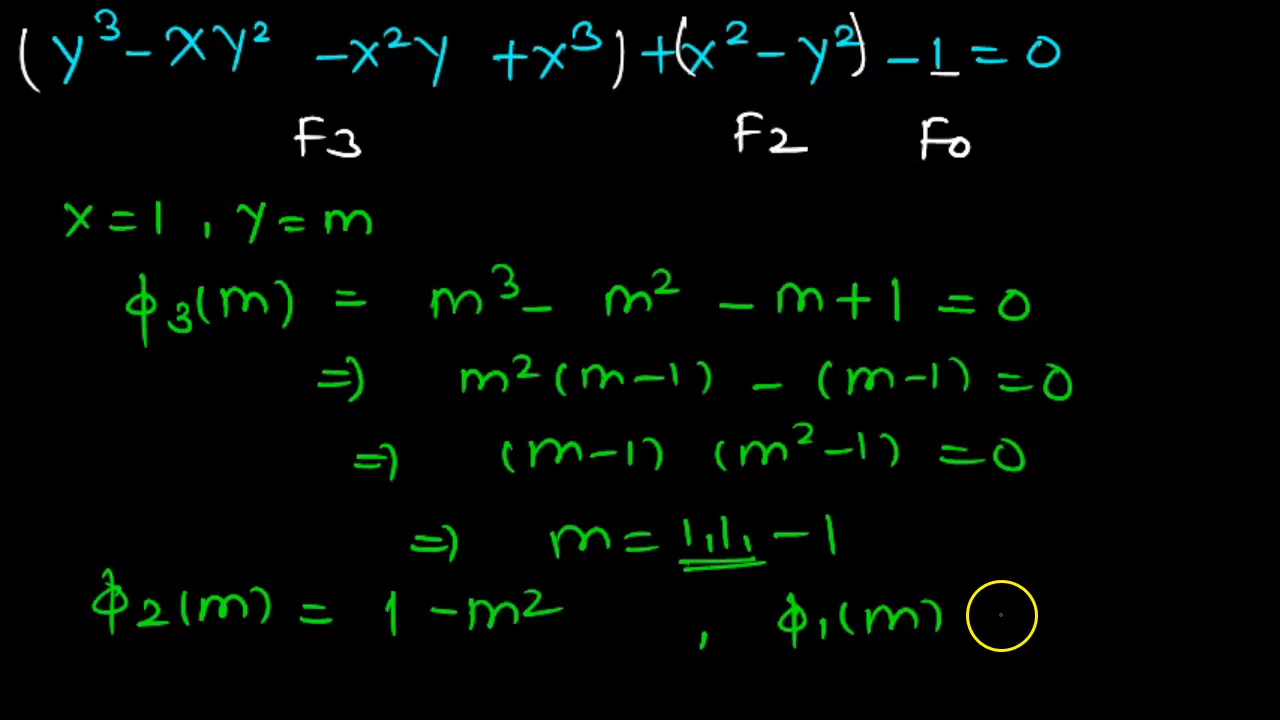 (y³ - xy² - x²y + x³) + (x² - y²) - 1 = 0
F3 F2 F0
x = 1 , y = m
ϕ₃(m) = m³ - m² - m + 1 = 0
⇒ m²(m-1) - (m-1) = 0
⇒ (m-1) (m²-1) = 0
⇒ m = 1,1, -1
ϕ₂(m) = 1 - m² , ϕ₁(m)